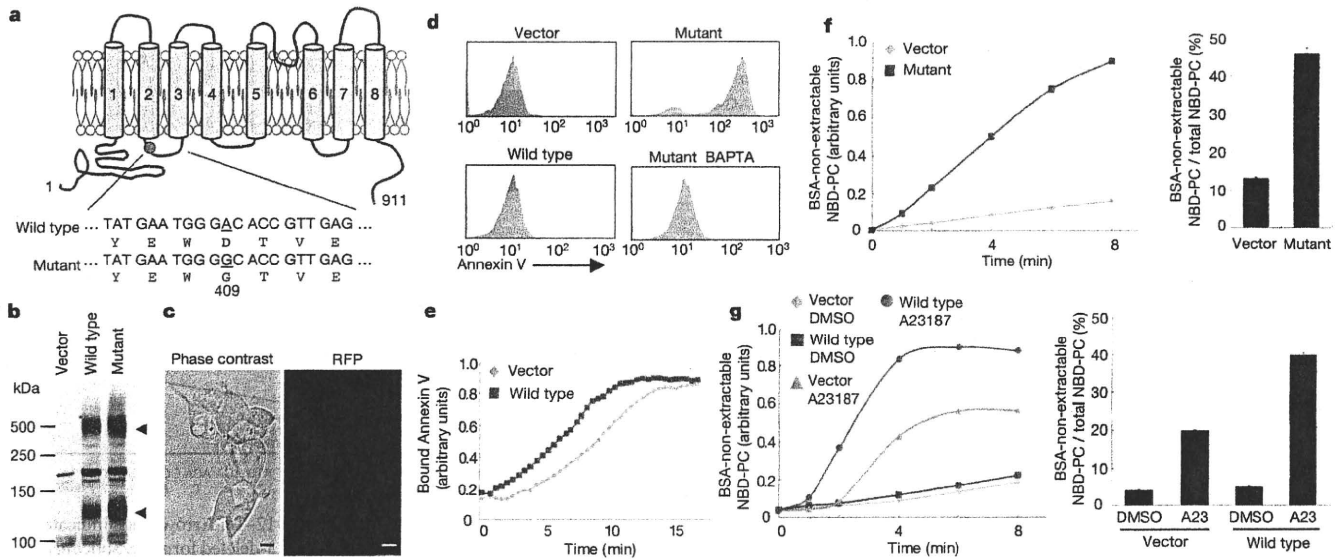 a
1 2 3 4 5 6 7 8
1
911
Wild type ... TAT GAA TGG GAC ACC GTT GAG ...
Y E W D T V E
Mutant ... TAT GAA TGG GGC ACC GTT GAG ...
Y E W G T V E
409
b
Vector
Wild type
Mutant
kDa
500
250
150
100
c
Phase contrast
RFP
d
Vector
Mutant
10⁰ 10¹ 10² 10³
10⁰ 10¹ 10² 10³
Wild type
Mutant BAPTA
10⁰ 10¹ 10² 10³
10⁰ 10¹ 10² 10³
Annexin V
e
Bound Annexin V
(arbitrary units)
1.0
0.8
0.6
0.4
0.2
0
Vector
Wild type
0 5 10 15
Time (min)
f
BSA-non-extractable
NBD-PC (arbitrary units)
1.0
0.8
0.6
0.4
0.2
0
Vector
Mutant
0 4 8
Time (min)
BSA-non-extractable
NBD-PC / total NBD-PC (%)
50
40
30
20
10
0
Vector
Mutant
g
Vector
DMSO
Wild type
A23187
Wild type
DMSO
Vector
A23187
BSA-non-extractable
NBD-PC (arbitrary units)
1.0
0.8
0.6
0.4
0.2
0
0 2 4 6 8
Time (min)
BSA-non-extractable
NBD-PC / total NBD-PC (%)
50
40
30
20
10
0
DMSO A23 DMSO A23
Vector
Wild type